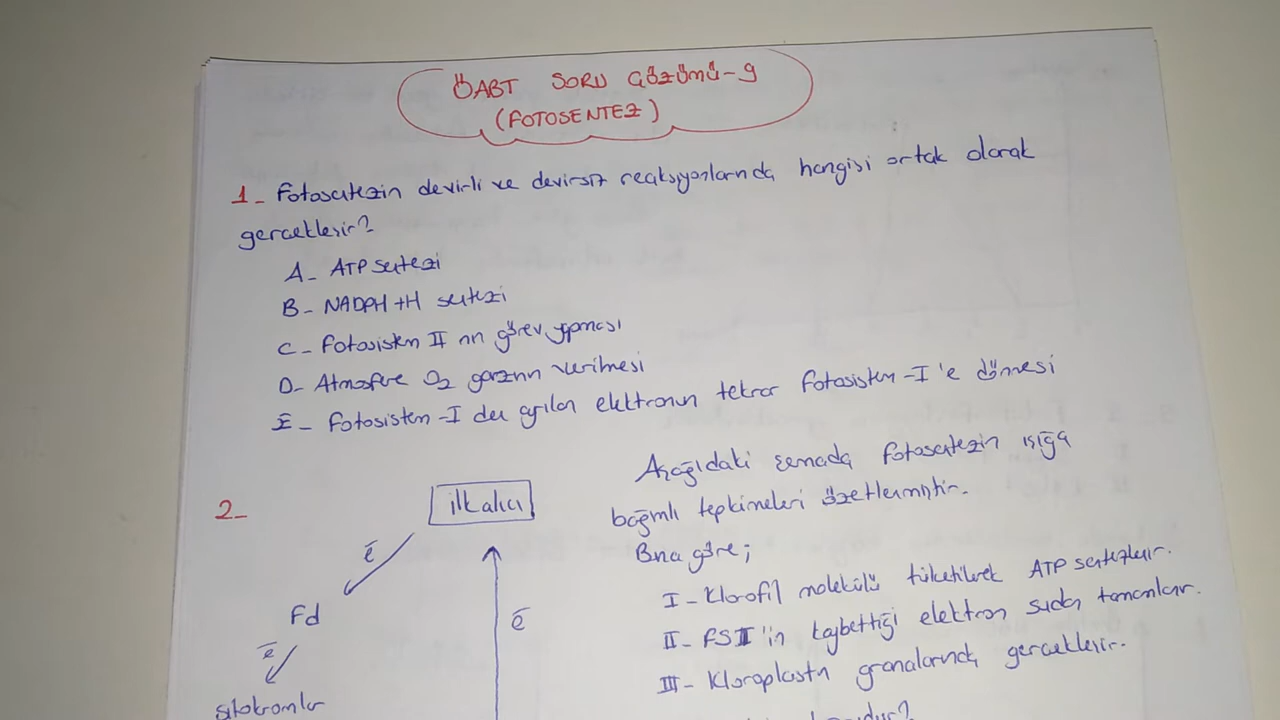 ÖABT SORU ÇÖZÜMÜ-9
(FOTOSENTEZ)
1- Fotosentezin devirli ve devirsiz reaksiyonlarında hangisi ortak olarak
gerçekleşir?
A- ATP sentezi
B- NADPH+H sentezi
C- Fotosistem II nin görev yapması
D- Atmosfere O2 gazının verilmesi
E- Fotosistem-I den ayrılan elektronun tekrar fotosistem-I'e dönmesi
2-
Aşağıdaki şemada fotosentezin ışığa
bağımlı tepkimeleri özetlenmiştir.
Buna göre;
I- Klorofil molekülü tüketilerek ATP sentezlenir.
II- FSII'in kaybettiği elektron sudan tamamlanır.
III- Kloroplastın granalarında gerçekleşir.
ilk alıcı
ē
Fd
ē
ē
sitokromlar